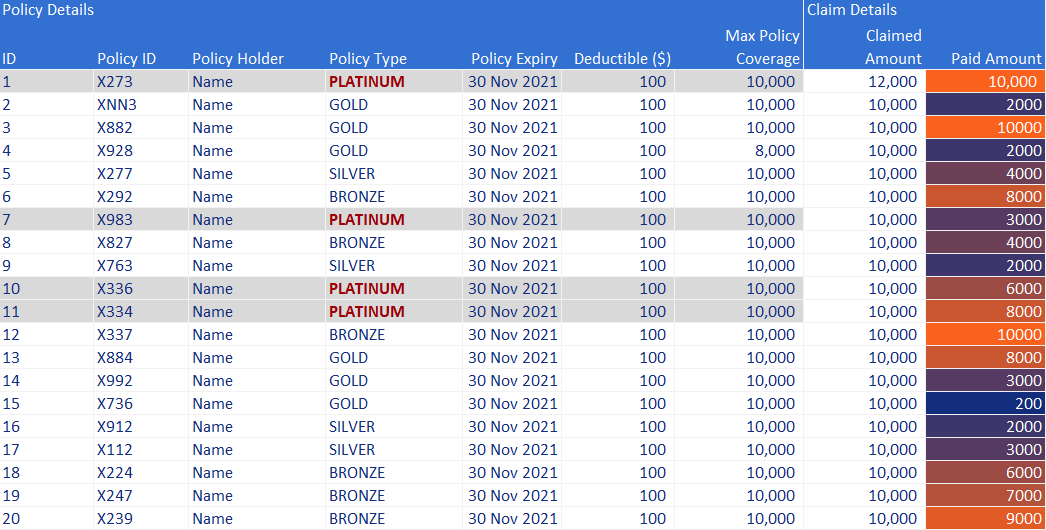 Policy Details Claim Details
Max Policy Claimed
ID Policy ID Policy Holder Policy Type Policy Expiry Deductible ($) Coverage Amount Paid Amount
1 X273 Name PLATINUM 30 Nov 2021 100 10,000 12,000 10,000
2 XNN3 Name GOLD 30 Nov 2021 100 10,000 10,000 2000
3 X882 Name GOLD 30 Nov 2021 100 10,000 10,000 10000
4 X928 Name GOLD 30 Nov 2021 100 8,000 10,000 2000
5 X277 Name SILVER 30 Nov 2021 100 10,000 10,000 4000
6 X292 Name BRONZE 30 Nov 2021 100 10,000 10,000 8000
7 X983 Name PLATINUM 30 Nov 2021 100 10,000 10,000 3000
8 X827 Name BRONZE 30 Nov 2021 100 10,000 10,000 4000
9 X763 Name SILVER 30 Nov 2021 100 10,000 10,000 2000
10 X336 Name PLATINUM 30 Nov 2021 100 10,000 10,000 6000
11 X334 Name PLATINUM 30 Nov 2021 100 10,000 10,000 8000
12 X337 Name BRONZE 30 Nov 2021 100 10,000 10,000 10000
13 X884 Name GOLD 30 Nov 2021 100 10,000 10,000 8000
14 X992 Name GOLD 30 Nov 2021 100 10,000 10,000 3000
15 X736 Name GOLD 30 Nov 2021 100 10,000 10,000 200
16 X912 Name SILVER 30 Nov 2021 100 10,000 10,000 2000
17 X112 Name SILVER 30 Nov 2021 100 10,000 10,000 3000
18 X224 Name BRONZE 30 Nov 2021 100 10,000 10,000 6000
19 X247 Name BRONZE 30 Nov 2021 100 10,000 10,000 7000
20 X239 Name BRONZE 30 Nov 2021 100 10,000 10,000 9000